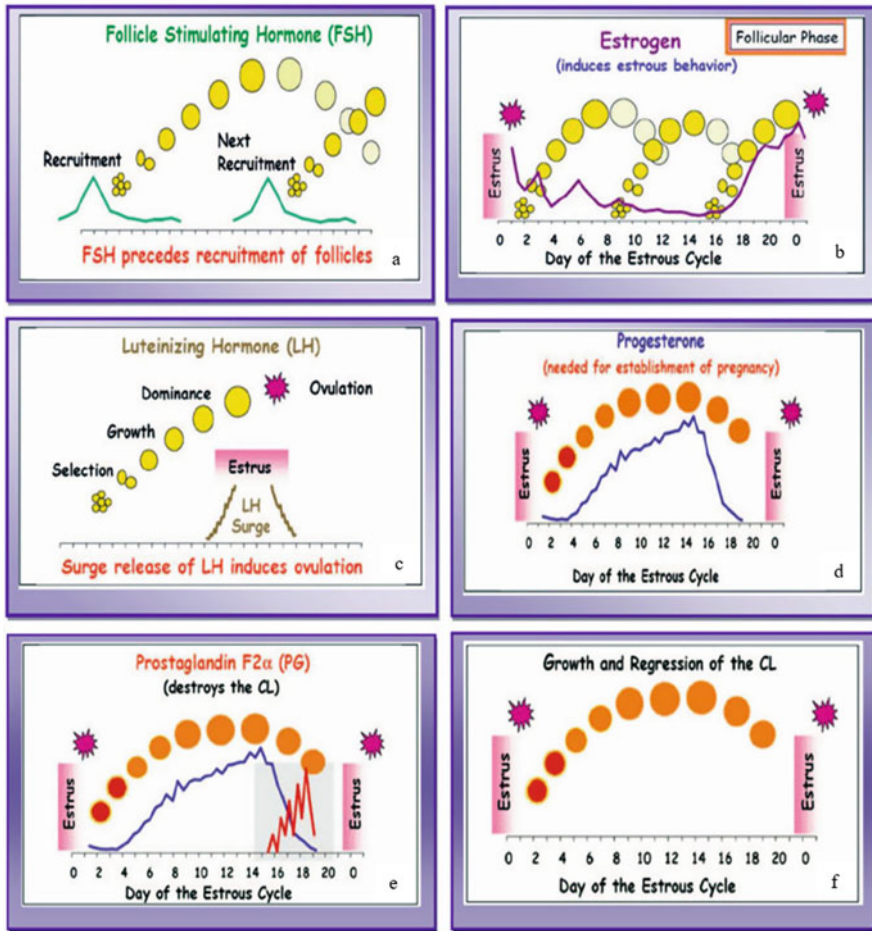 Follicle Stimulating Hormone (FSH)
Recruitment
Next
Recruitment
FSH precedes recruitment of follicles
a
Estrogen
Follicular Phase
(induces estrous behavior)
Estrus
Estrus
0 2 4 6 8 10 12 14 16 18 20 0
Day of the Estrous Cycle
b
Luteinizing Hormone (LH)
Dominance
Ovulation
Growth
Selection
Estrus
LH
Surge
Surge release of LH induces ovulation
c
Progesterone
(needed for establishment of pregnancy)
Estrus
Estrus
0 2 4 6 8 10 12 14 16 18 20 0
Day of the Estrous Cycle
d
Prostaglandin F2α (PG)
(destroys the CL)
Estrus
Estrus
0 2 4 6 8 10 12 14 16 18 20 0
Day of the Estrous Cycle
e
Growth and Regression of the CL
Estrus
Estrus
0 2 4 6 8 10 12 14 16 18 20 0
Day of the Estrous Cycle
f